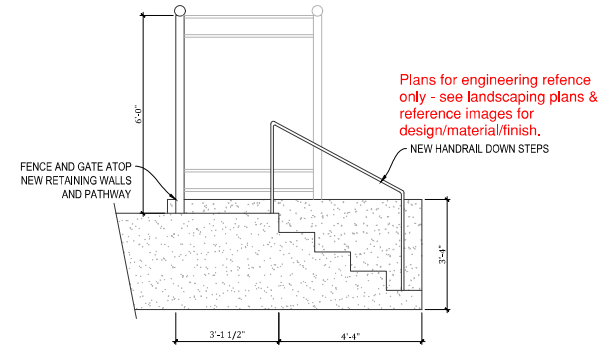 Plans for engineering refence
only - see landscaping plans &
reference images for
design/material/finish.
NEW HANDRAIL DOWN STEPS
6'-0"
FENCE AND GATE ATOP
NEW RETAINING WALLS
AND PATHWAY
3'-4"
3'-1 1/2"
4'-4"